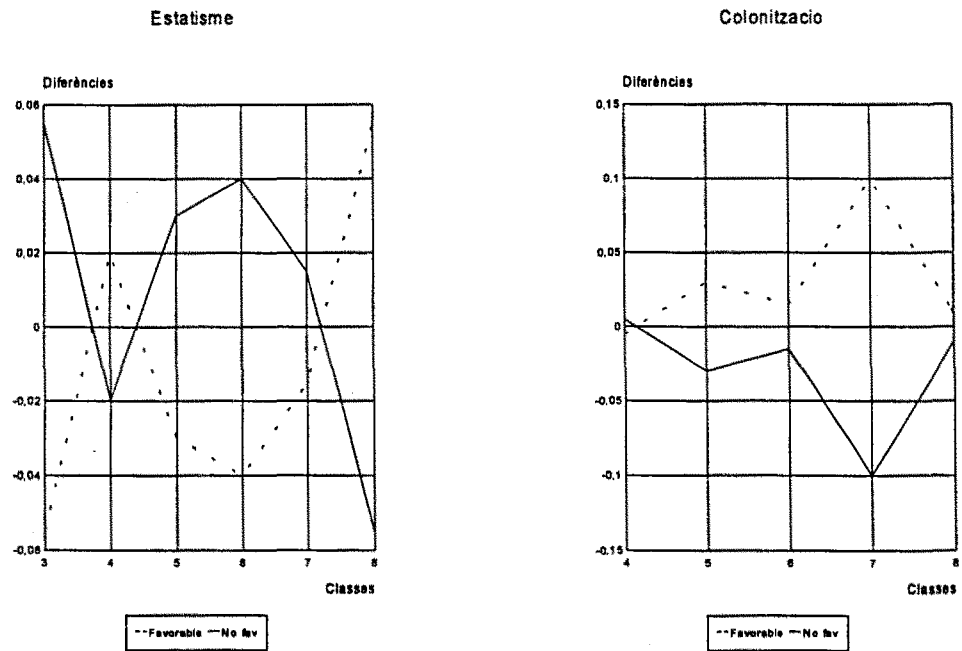 Estatisme
Diferències
0,06
0,04
0,02
0
-0,02
-0,04
-0,06
3 4 5 6 7 8
Classes
Favorable No fav
Colonitzacio
Diferències
0,15
0,1
0,05
0
-0,05
-0,1
-0,15
4 5 6 7 8
Classes
Favorable No fav